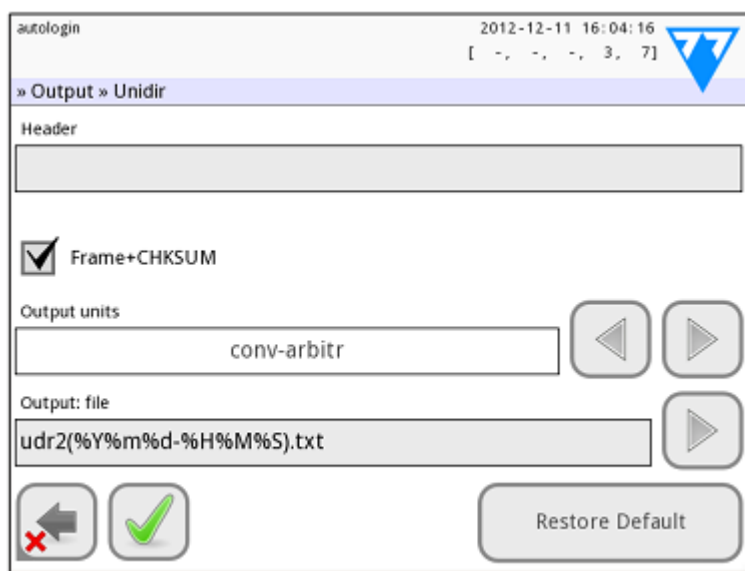 autologin
2012-12-11 16:04:16
[ -, -, -, 3, 7]
» Output » Unidir
Header
Frame+CHKSUM
Output units
conv-arbitr
Output: file
udr2(%Y%m%d-%H%M%S).txt
Restore Default